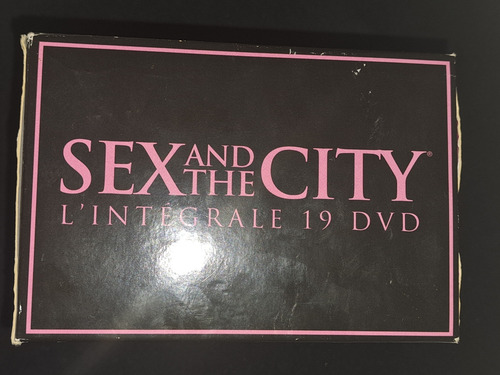 SEX AND THE CITY®
L'INTEGRALE 19 DVD